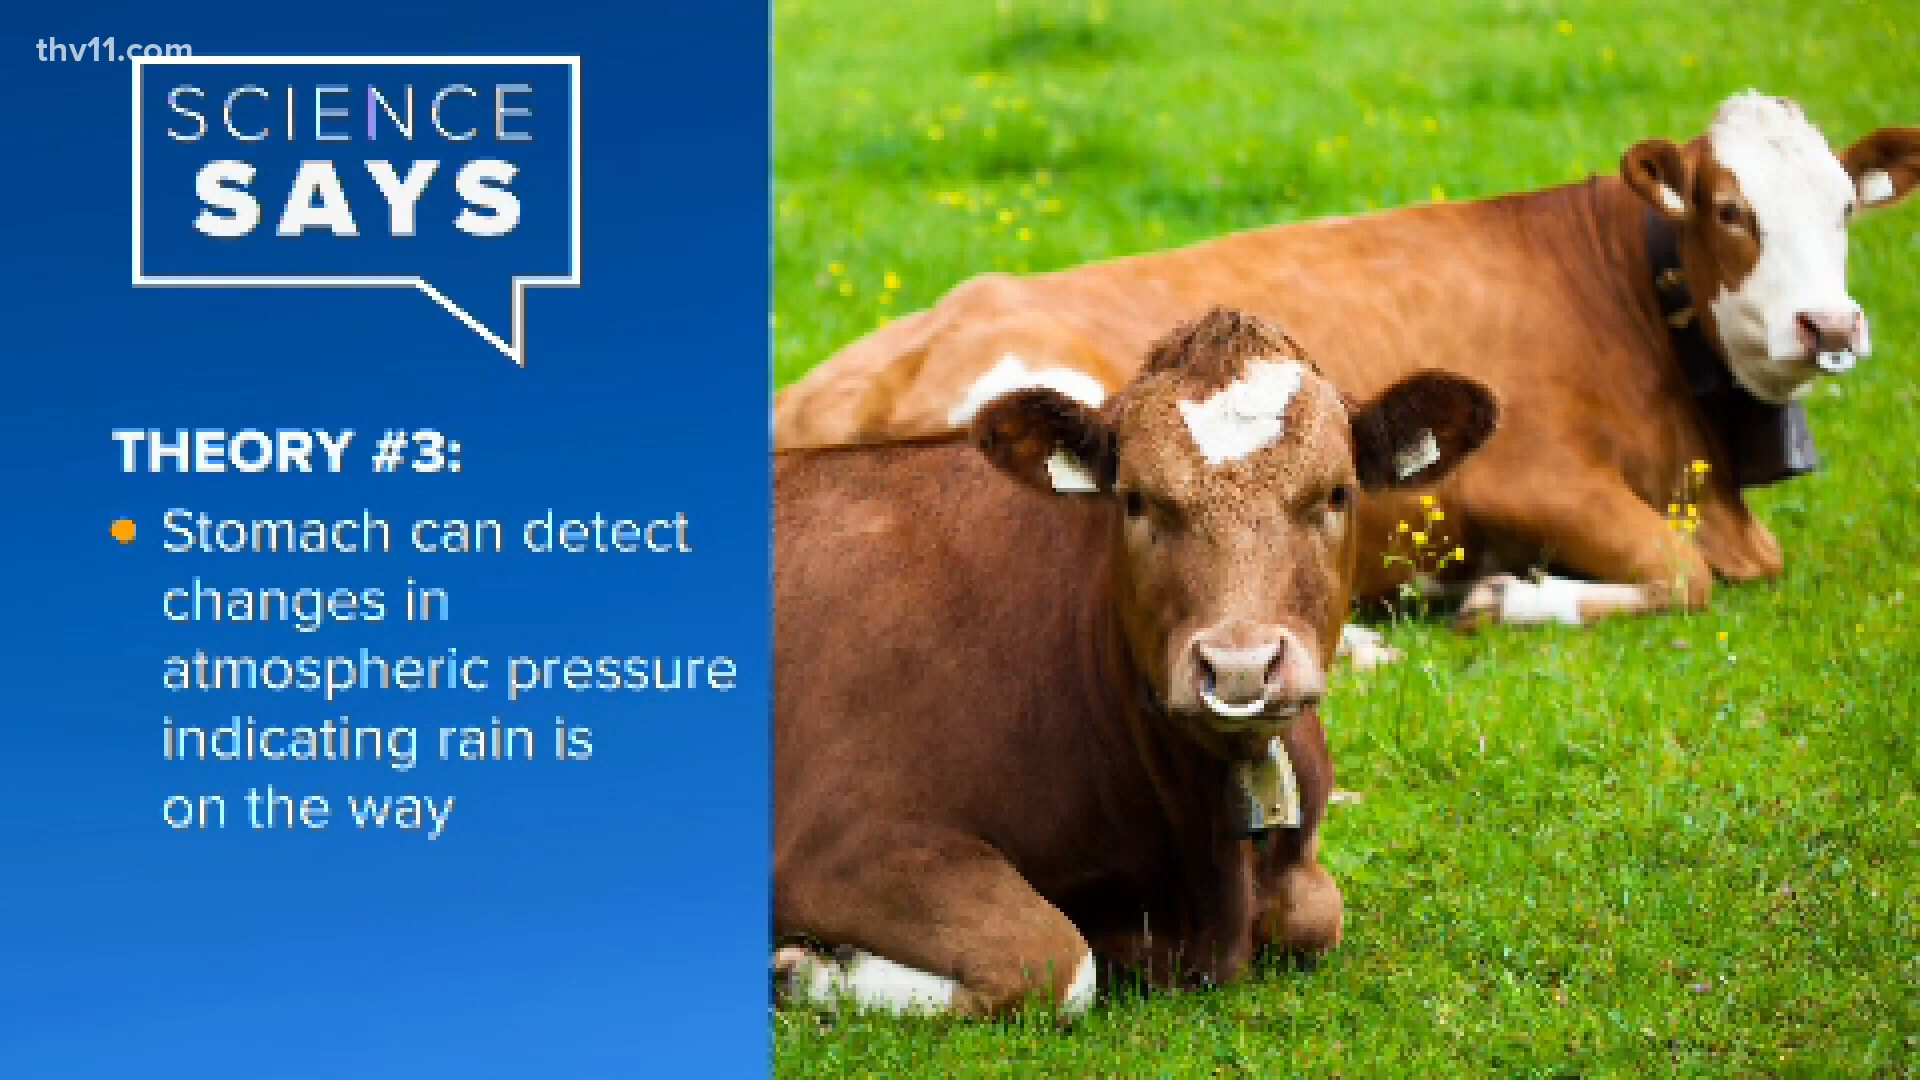 thv11.com
SCIENCE
SAYS
THEORY #3:
Stomach can detect
changes in
atmospheric pressure
indicating rain is
on the way